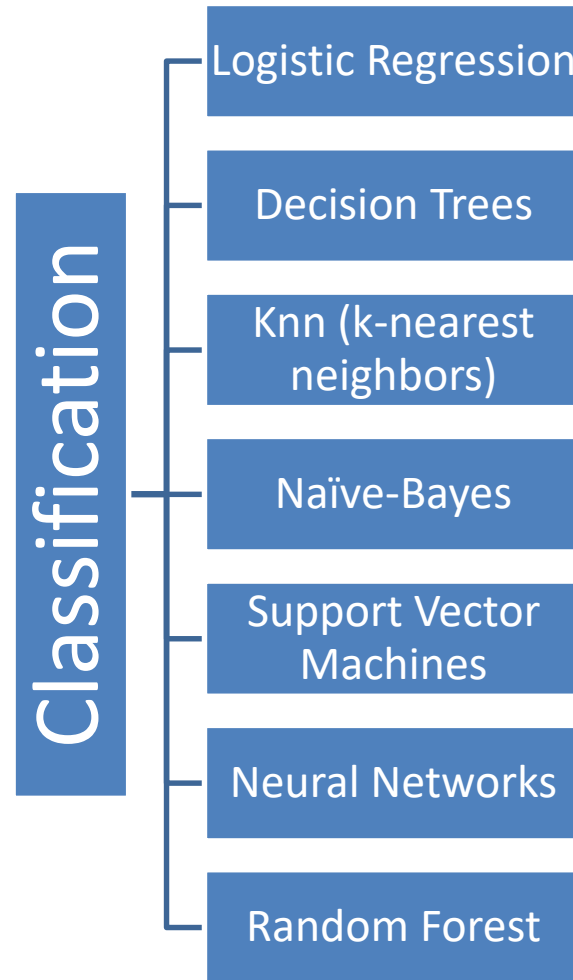 Classification
Logistic Regression
Decision Trees
Knn (k-nearest
neighbors)
Naïve-Bayes
Support Vector
Machines
Neural Networks
Random Forest